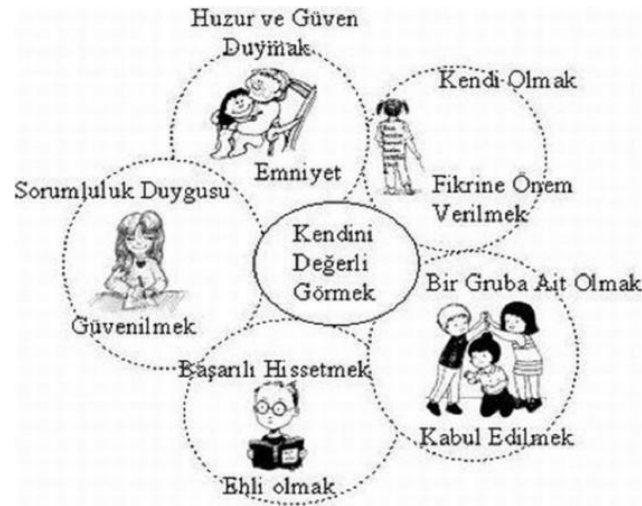 Huzur ve Güven
Duymak
Emniyet
Kendi Olmak
Fikrine Önem
Verilmek
Sorumluluk Duygusu
Güvenilmek
Kendini
Değerli
Görmek
Bir Gruba Ait Olmak
Kabul Edilmek
Başarılı Hissetmek
Ehli olmak